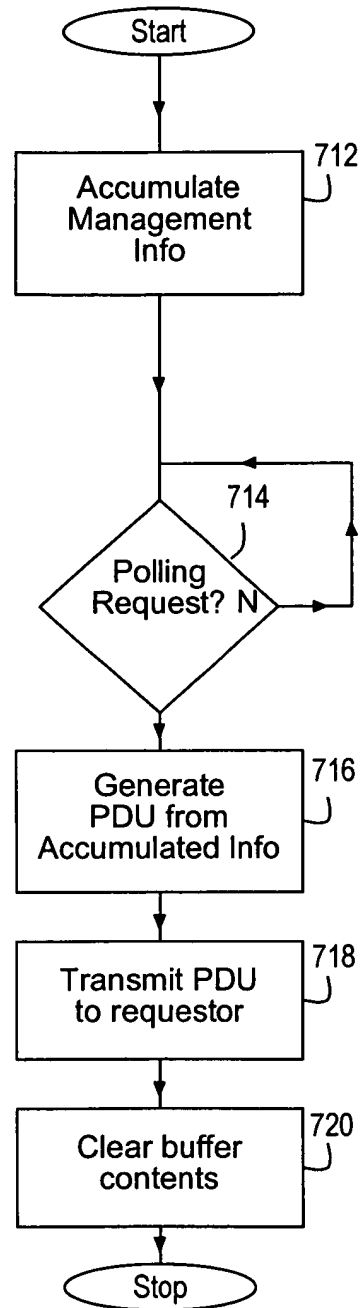 Start
712
Accumulate
Management
Info
714
Polling
Request? N
716
Generate
PDU from
Accumulated Info
718
Transmit PDU
to requestor
720
Clear buffer
contents
Stop